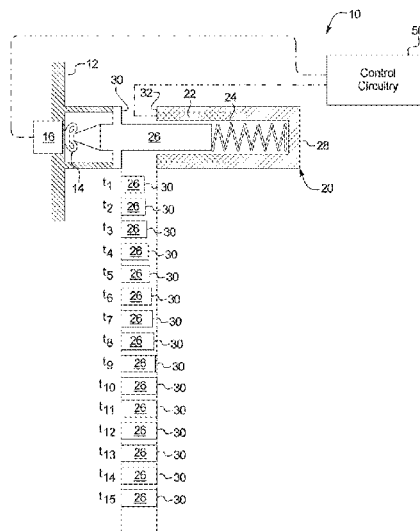 10
50
12
30
32
22
24
Control
Circuitry
16
26
28
14
20
t1 26 30
t2 26 30
t3 26 30
t4 26 30
t5 26 30
t6 26 30
t7 26 30
t8 26 30
t9 26 30
t10 26 30
t11 26 30
t12 26 30
t13 26 30
t14 26 30
t15 26 30